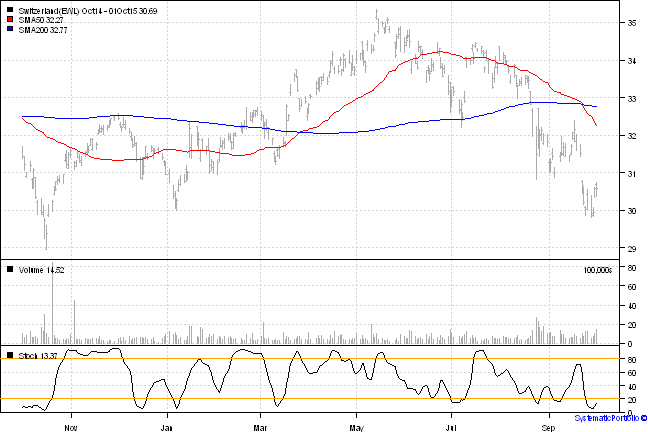 Switzerland(EWL) Oct14 - 01Oct15 30.69
SMA50 32.27
SMA200 32.77
35
34
33
32
31
30
29
Volume 14.52
100,000s
80
60
40
20
0
Stoch 13.37
80
60
40
20
0
Nov Jan Mar May Jul Sep
SystematicPortfolio ©